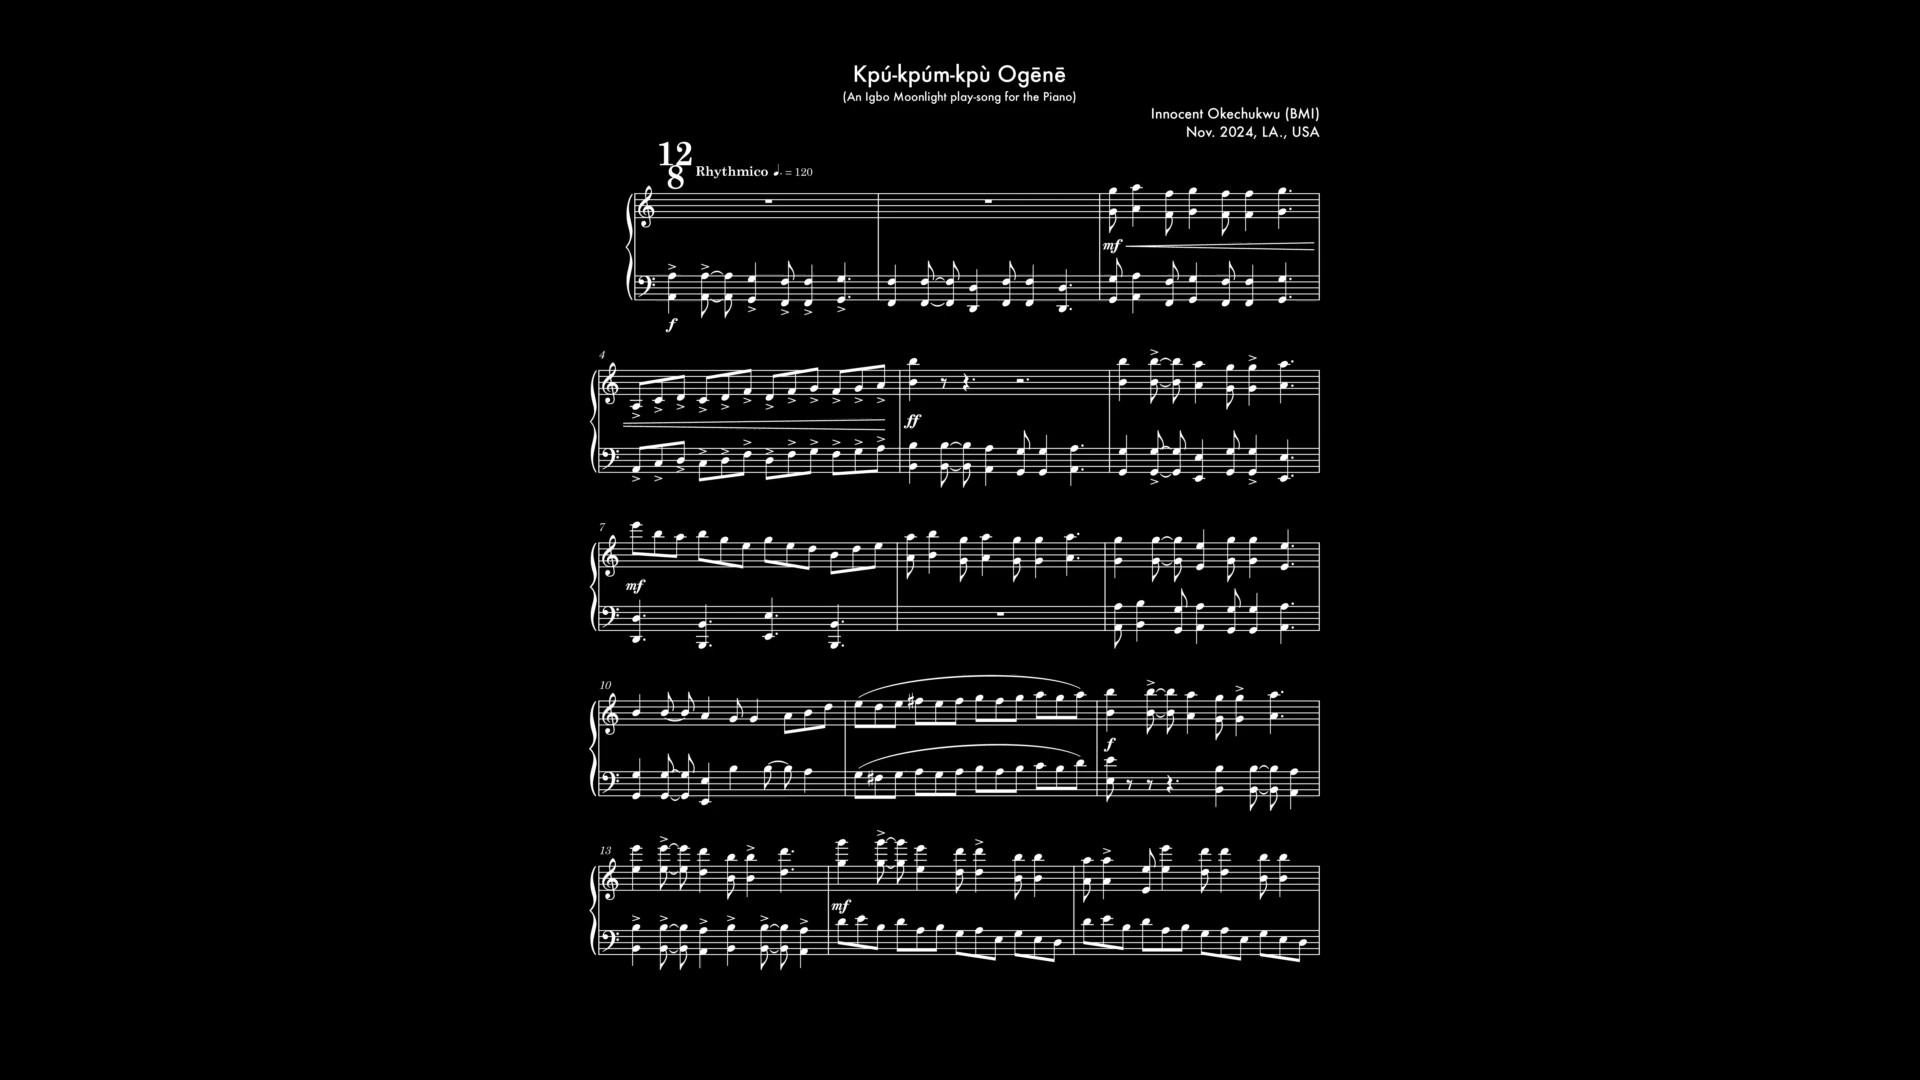 Kpú-kpúm-kpù Ogēnē
(An Igbo Moonlight play-song for the Piano)
Innocent Okechukwu (BMI)
Nov. 2024, LA., USA
12
8
Rhythmico ♩. = 120
mf
f
4
ff
7
mf
10
f
13
mf